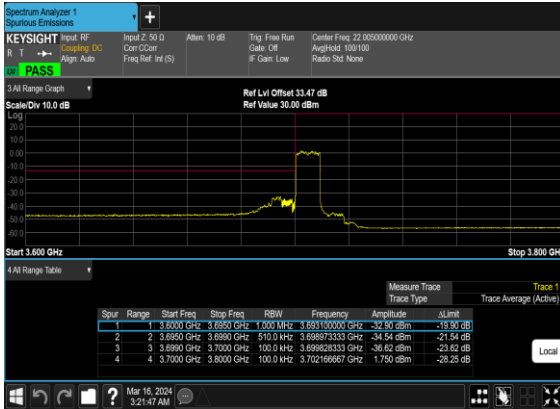 Spectrum Analyzer 1
Spurious Emissions
+
KEYSIGHT Input: RF Input Z: 50 Ω Atten: 10 dB Trig: Free Run Center Freq: 22.005000000 GHz
R T Coupling: DC Corr CCorr Gate: Off Avg|Hold: 100/100
Align: Auto Freq Ref: Int (S) IF Gain: Low Radio Std: None
PASS
3 All Range Graph
Ref Lvl Offset 33.47 dB
Scale/Div 10.0 dB Ref Value 30.00 dBm
Log
20.0
10.0
0.00
-10.0
-20.0
-30.0
-40.0
-50.0
-60.0
Start 3.600 GHz Stop 3.800 GH
4 All Range Table
Measure Trace Trace 1
Trace Type Trace Average (Active)
Spur Range Start Freq Stop Freq RBW Frequency Amplitude ΔLimit
1 1 3.6000 GHz 3.6950 GHz 1.000 MHz 3.693100000 GHz -32.90 dBm -19.90 dB
2 2 3.6950 GHz 3.6990 GHz 510.0 kHz 3.698973333 GHz -34.54 dBm -21.54 dB
3 3 3.6990 GHz 3.7000 GHz 100.0 kHz 3.699828333 GHz -36.62 dBm -23.62 dB
4 4 3.7000 GHz 3.8000 GHz 100.0 kHz 3.702166667 GHz 1.750 dBm -28.25 dB
Local
? Mar 16, 2024
3:21:47 AM